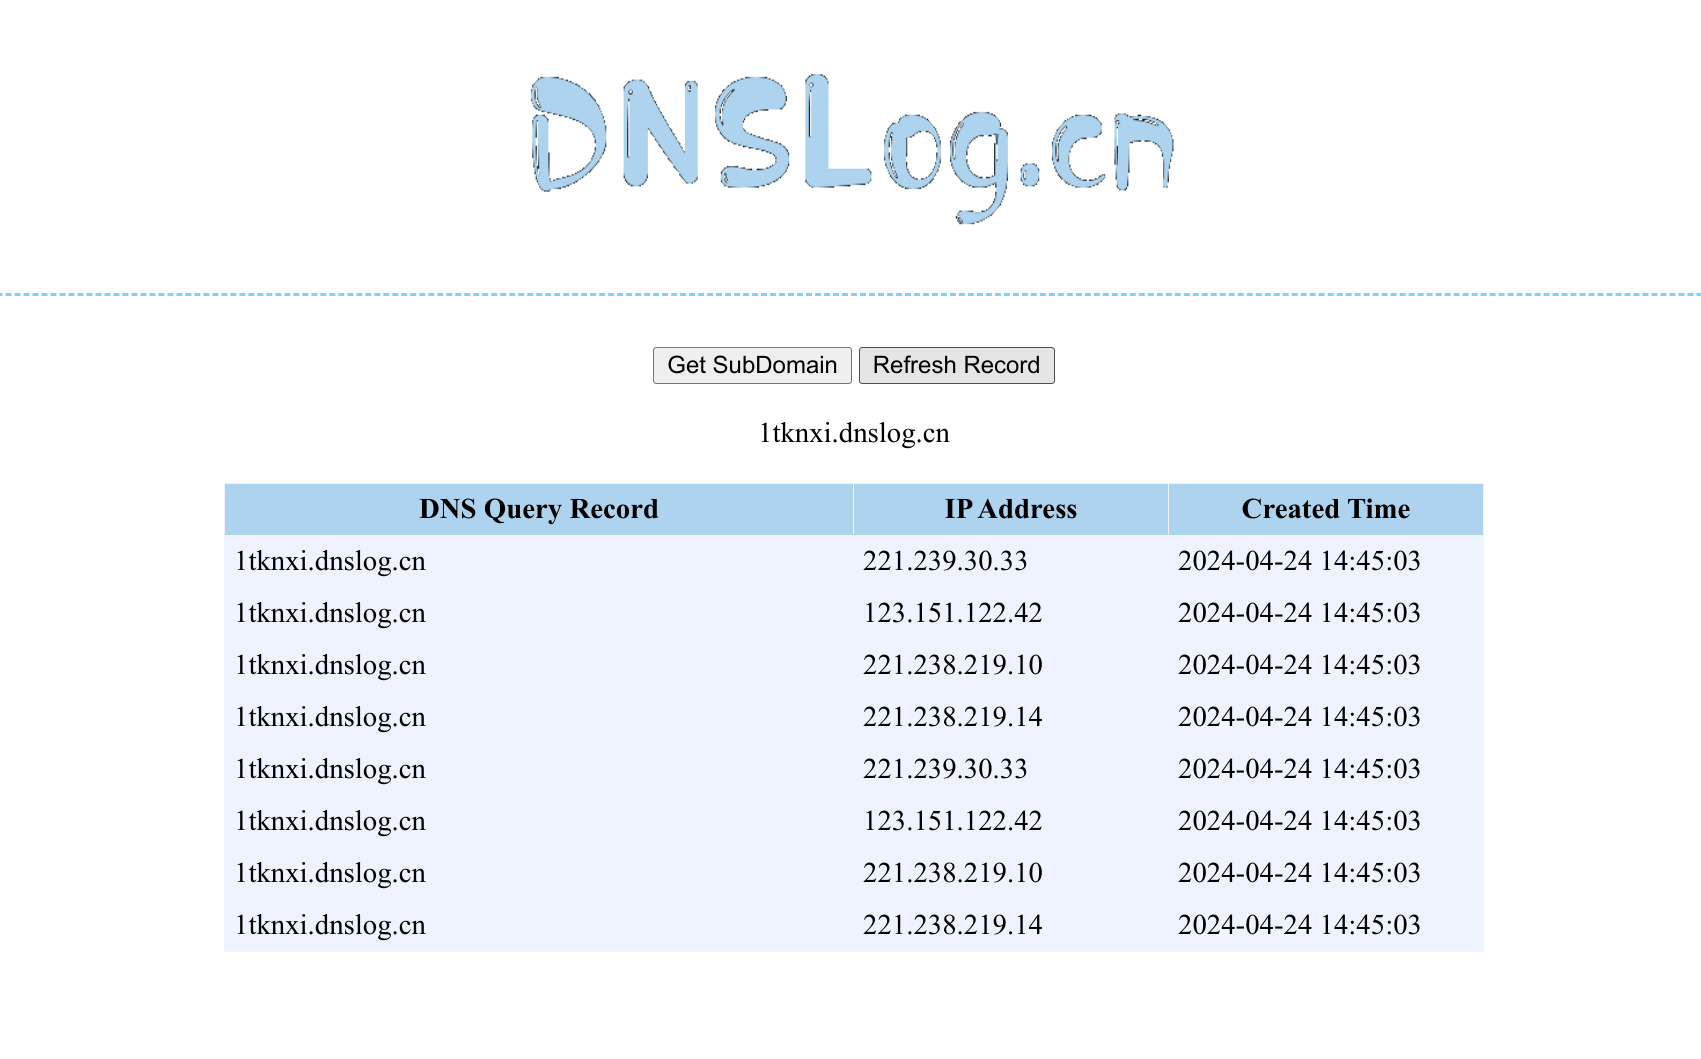 DNSLog.cn
Get SubDomain Refresh Record
1tknxi.dnslog.cn
DNS Query Record IP Address Created Time
1tknxi.dnslog.cn 221.239.30.33 2024-04-24 14:45:03
1tknxi.dnslog.cn 123.151.122.42 2024-04-24 14:45:03
1tknxi.dnslog.cn 221.238.219.10 2024-04-24 14:45:03
1tknxi.dnslog.cn 221.238.219.14 2024-04-24 14:45:03
1tknxi.dnslog.cn 221.239.30.33 2024-04-24 14:45:03
1tknxi.dnslog.cn 123.151.122.42 2024-04-24 14:45:03
1tknxi.dnslog.cn 221.238.219.10 2024-04-24 14:45:03
1tknxi.dnslog.cn 221.238.219.14 2024-04-24 14:45:03